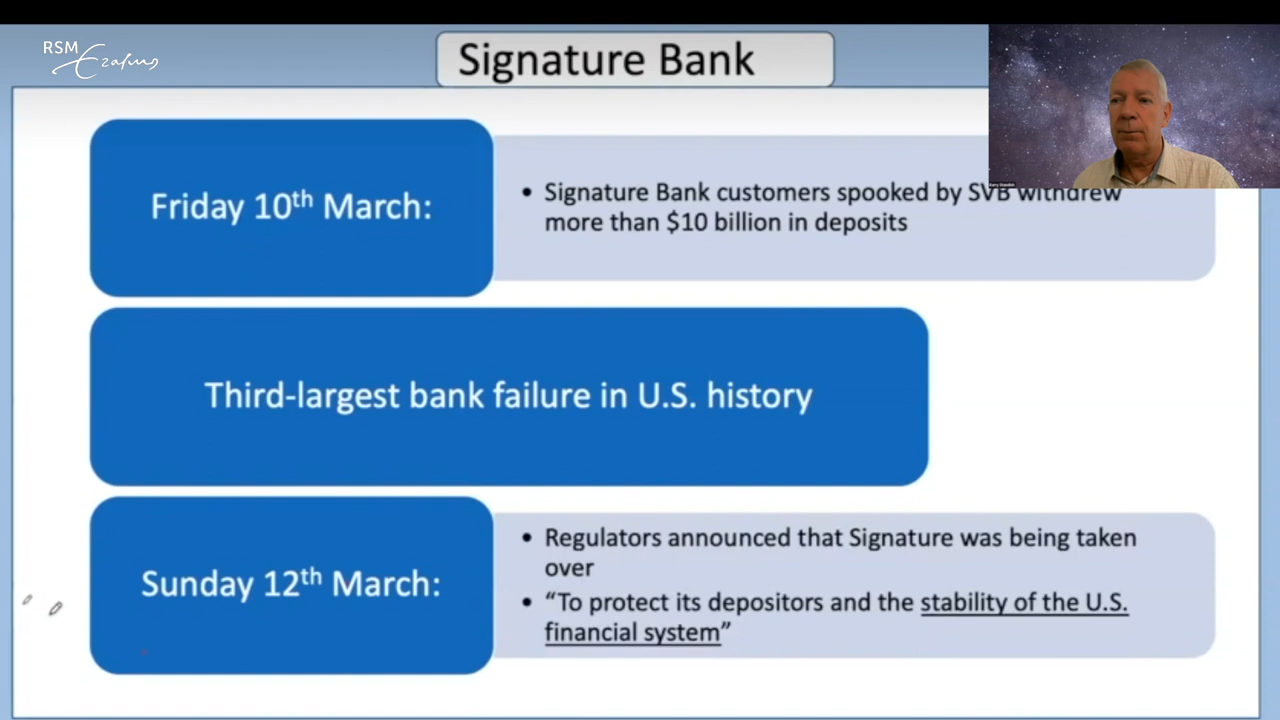 RSM
Erasmus
Signature Bank
Friday 10th March:
• Signature Bank customers spooked by SVB withdrew
more than $10 billion in deposits
Third-largest bank failure in U.S. history
Sunday 12th March:
• Regulators announced that Signature was being taken
over
• “To protect its depositors and the stability of the U.S.
financial system”